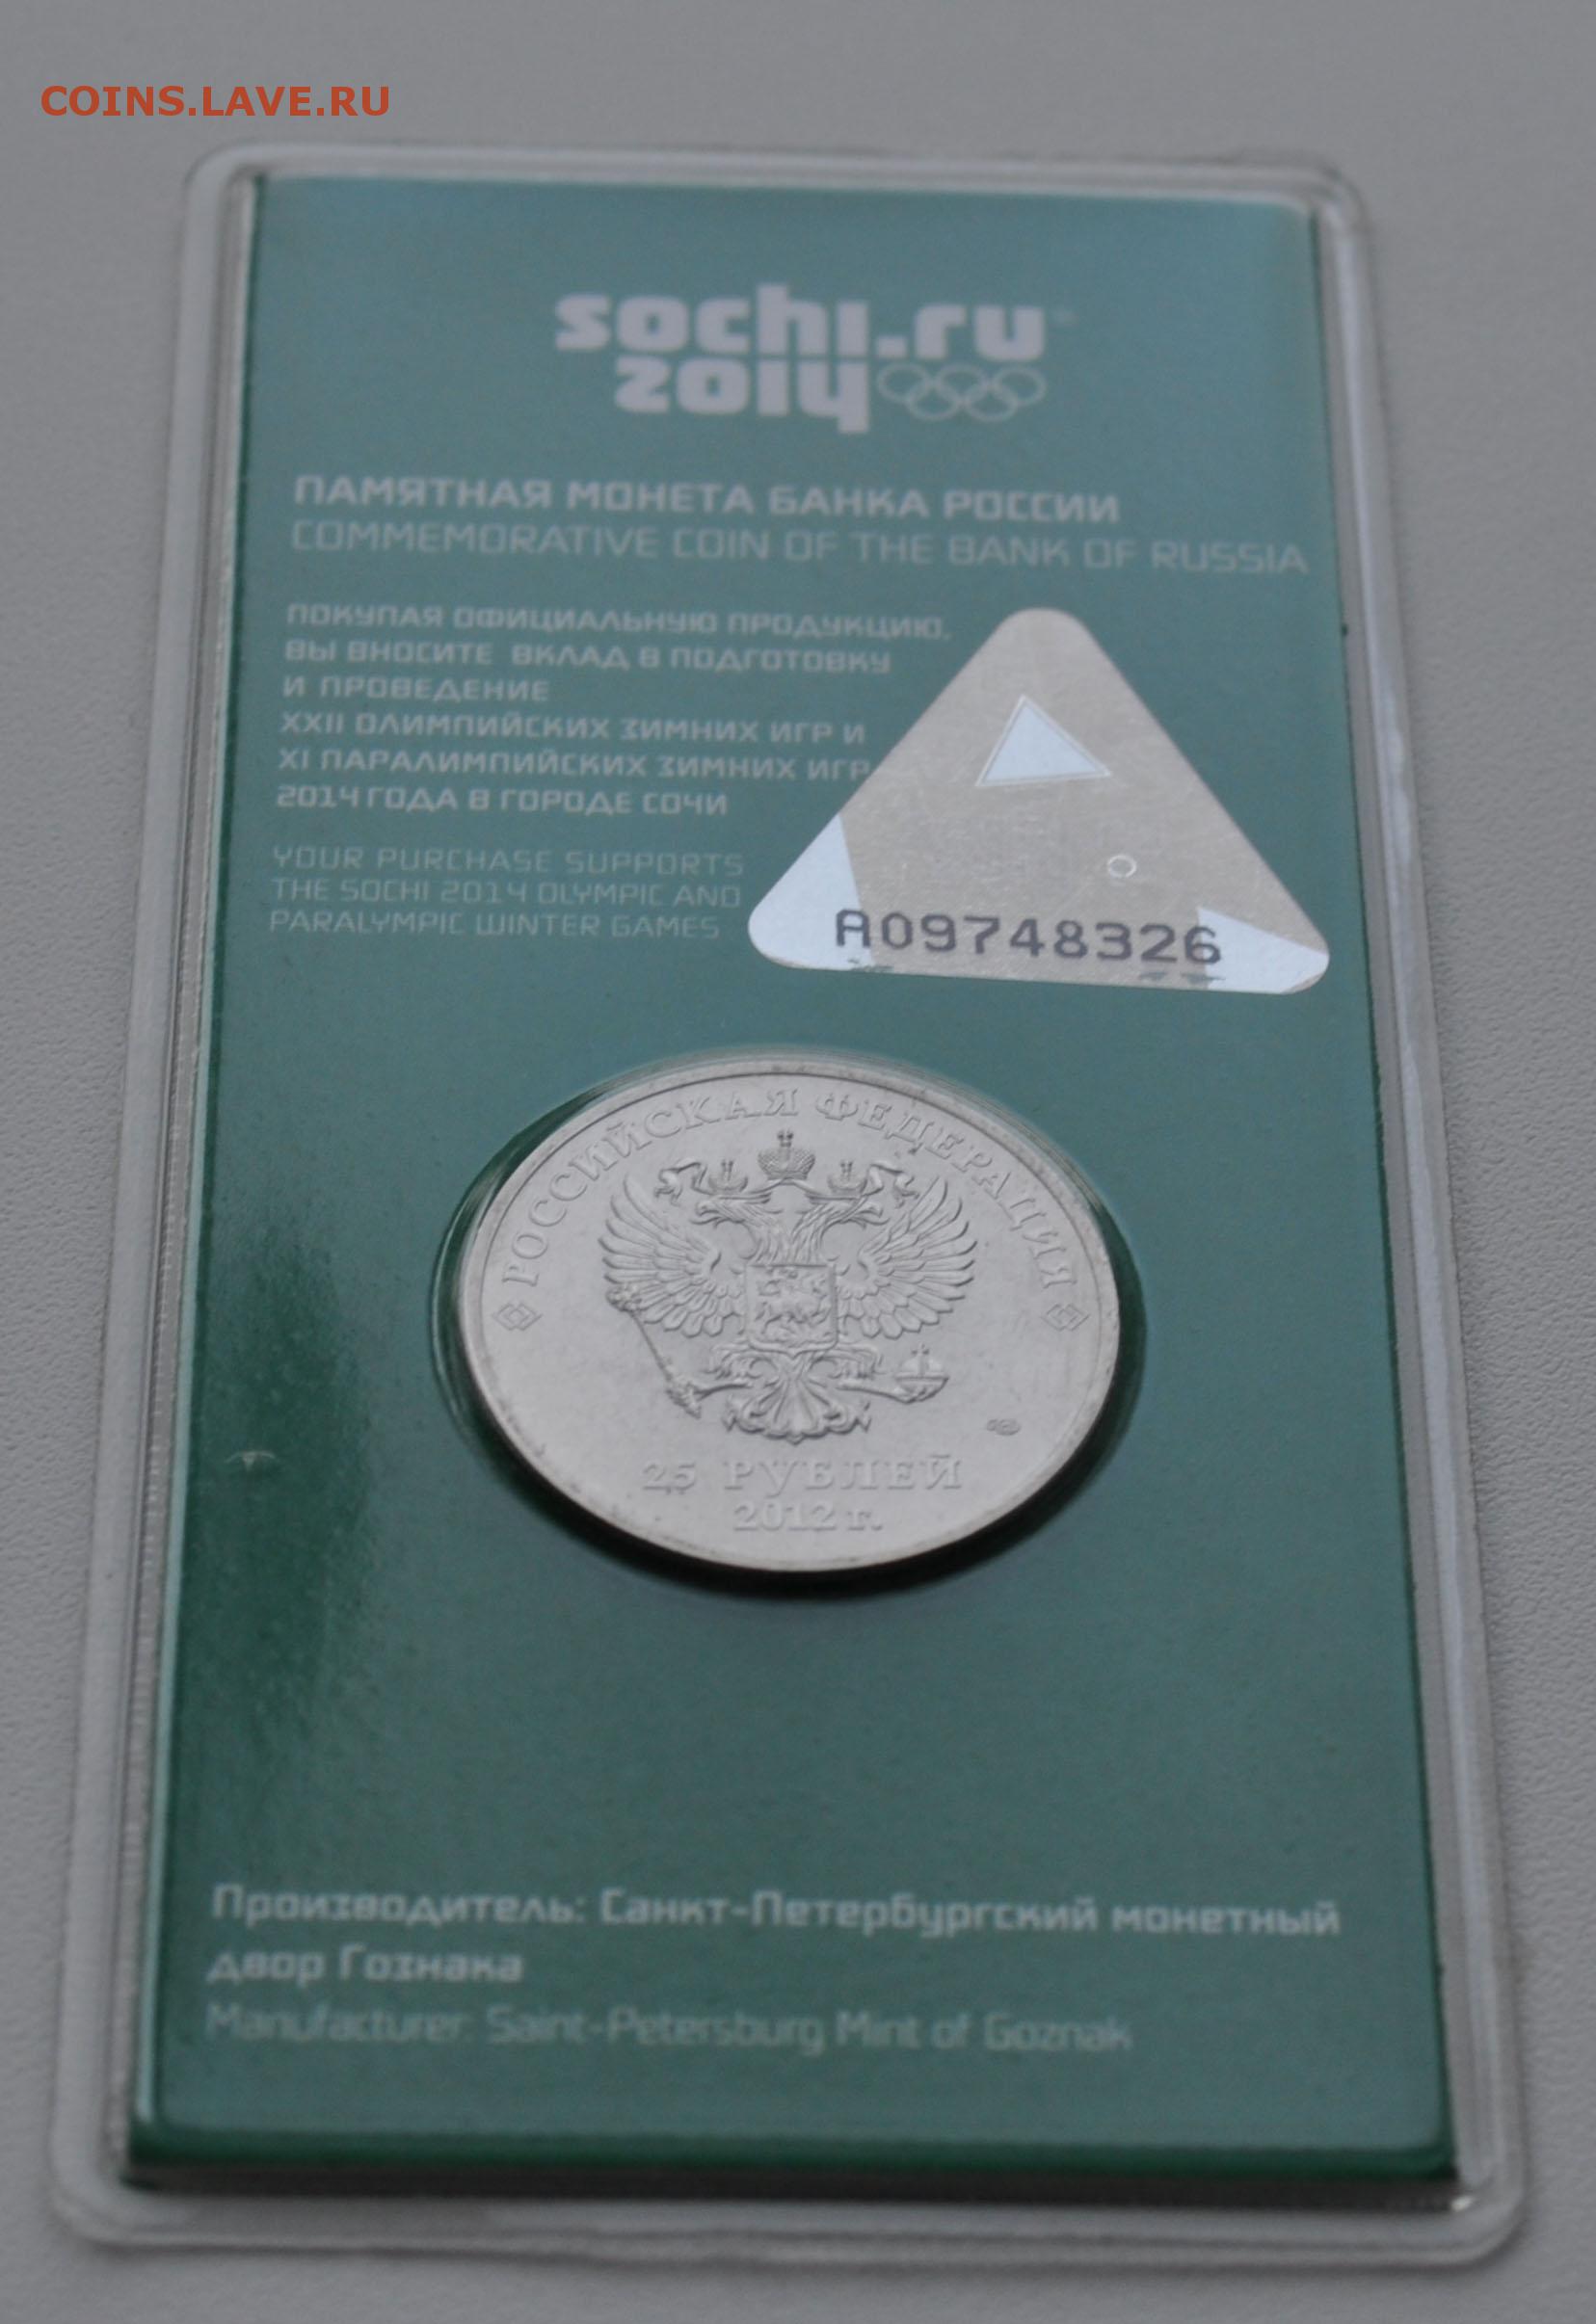 COINS.LAVE.RU
sochi.ru
2014
ПАМЯТНАЯ МОНЕТА БАНКА РОССИИ
COMMEMORATIVE COIN OF THE BANK OF RUSSIA
ПОКУПАЯ ОФИЦИАЛЬНУЮ ПРОДУКЦИЮ,
ВЫ ВНОСИТЕ ВКЛАД В ПОДГОТОВКУ
И ПРОВЕДЕНИЕ
XXII ОЛИМПИЙСКИХ ЗИМНИХ ИГР И
XI ПАРАЛИМПИЙСКИХ ЗИМНИХ ИГР
2014 ГОДА В ГОРОДЕ СОЧИ
YOUR PURCHASE SUPPORTS
THE SOCHI 2014 OLYMPIC AND
PARALYMPIC WINTER GAMES
A09748326
РОССИЙСКАЯ ФЕДЕРАЦИЯ
25 РУБЛЕЙ
2012 г.
Производитель: Санкт-Петербургский монетный
двор Гознака
Manufacturer: Saint-Petersburg Mint of Goznak